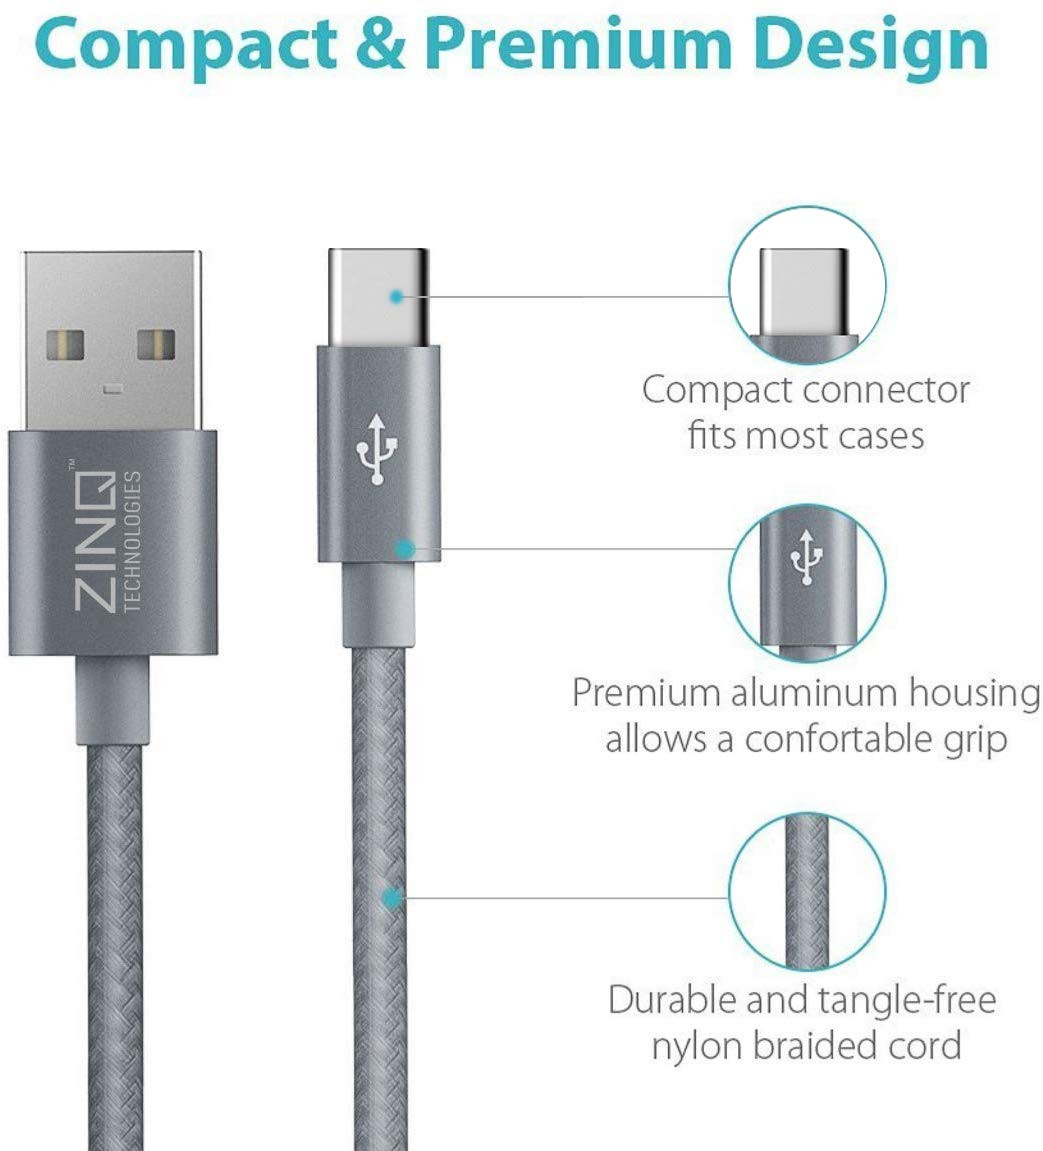 Compact & Premium Design
Compact connector
fits most cases
ZINQ™
TECHNOLOGIES
Premium aluminum housing
allows a confortable grip
Durable and tangle-free
nylon braided cord